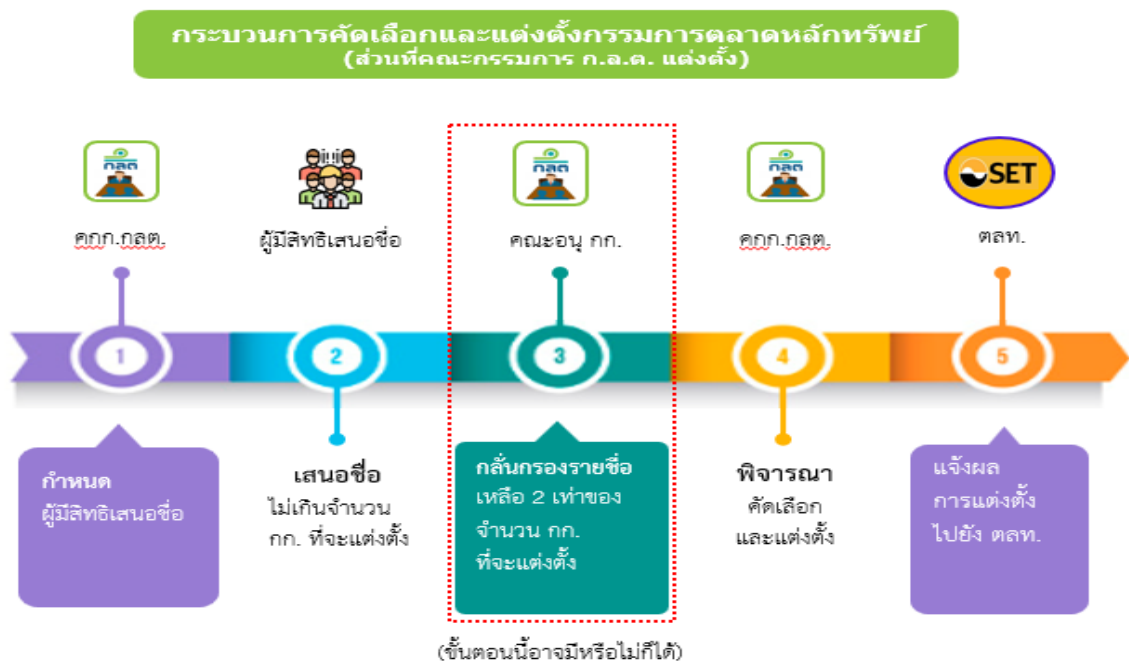 กระบวนการคัดเลือกและแต่งตั้งกรรมการตลาดหลักทรัพย์
(ส่วนที่คณะกรรมการ ก.ล.ต. แต่งตั้ง)
กลต
คกก.กลต.
ผู้มีสิทธิเสนอชื่อ
กลต
คณะอนุ กก.
กลต
คกก.กลต.
SET
ตลท.
1
2
3
4
5
กำหนด
ผู้มีสิทธิเสนอชื่อ
เสนอชื่อ
ไม่เกินจำนวน
กก. ที่จะแต่งตั้ง
กลั่นกรองรายชื่อ
เหลือ 2 เท่าของ
จำนวน กก.
ที่จะแต่งตั้ง
พิจารณา
คัดเลือก
และแต่งตั้ง
แจ้งผล
การแต่งตั้ง
ไปยัง ตลท.
(ขั้นตอนนี้อาจมีหรือไม่ก็ได้)